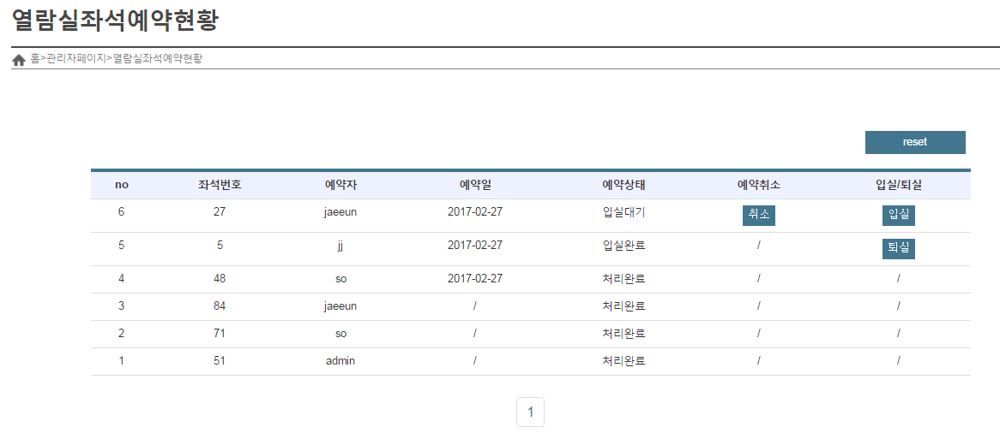 열람실좌석예약현황
홈>관리자페이지>열람실좌석예약현황
reset
no 좌석번호 예약자 예약일 예약상태 예약취소 입실/퇴실
6 27 jaeeun 2017-02-27 입실대기 취소 입실
5 5 jj 2017-02-27 입실완료 / 퇴실
4 48 so 2017-02-27 처리완료 / /
3 84 jaeeun / 처리완료 / /
2 71 so / 처리완료 / /
1 51 admin / 처리완료 / /
1